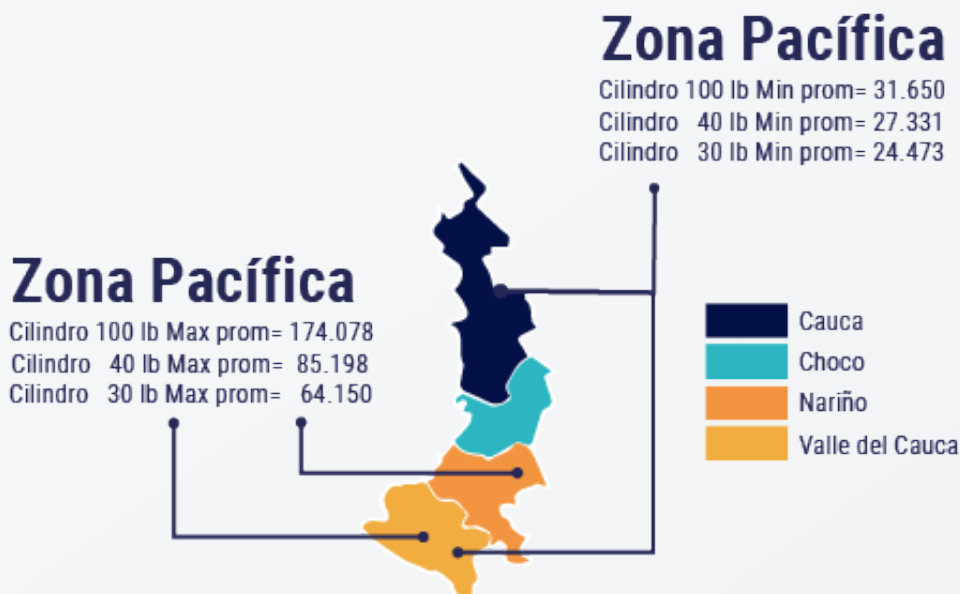 Zona Pacífica
Cilindro 100 lb Min prom= 31.650
Cilindro 40 lb Min prom= 27.331
Cilindro 30 lb Min prom= 24.473
Zona Pacífica
Cilindro 100 lb Max prom= 174.078
Cilindro 40 lb Max prom= 85.198
Cilindro 30 lb Max prom= 64.150
Cauca
Choco
Nariño
Valle del Cauca